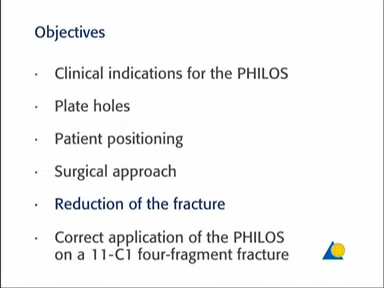 Objectives
· Clinical indications for the PHILOS
· Plate holes
· Patient positioning
· Surgical approach
· Reduction of the fracture
· Correct application of the PHILOS
on a 11-C1 four-fragment fracture